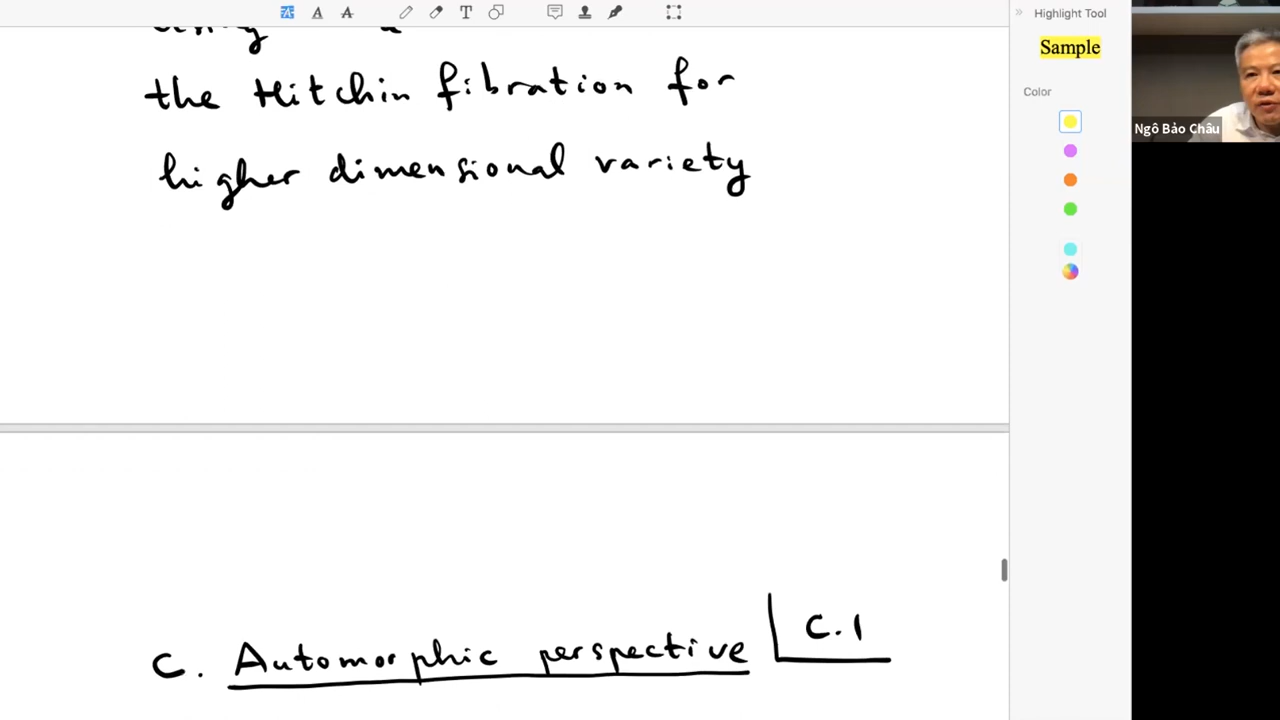 Highlight Tool
Sample
Color
Ngô Bảo Châu
the Hitchin fibration for
higher dimensional variety
C. Automorphic perspective
C.1